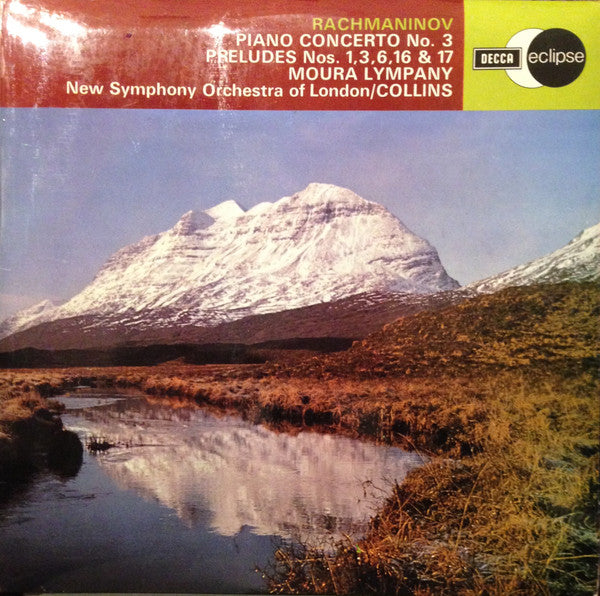 RACHMANINOV
PIANO CONCERTO No. 3
PRELUDES Nos. 1,3,6,16 & 17
MOURA LYMPANY
New Symphony Orchestra of London/COLLINS
DECCA eclipse